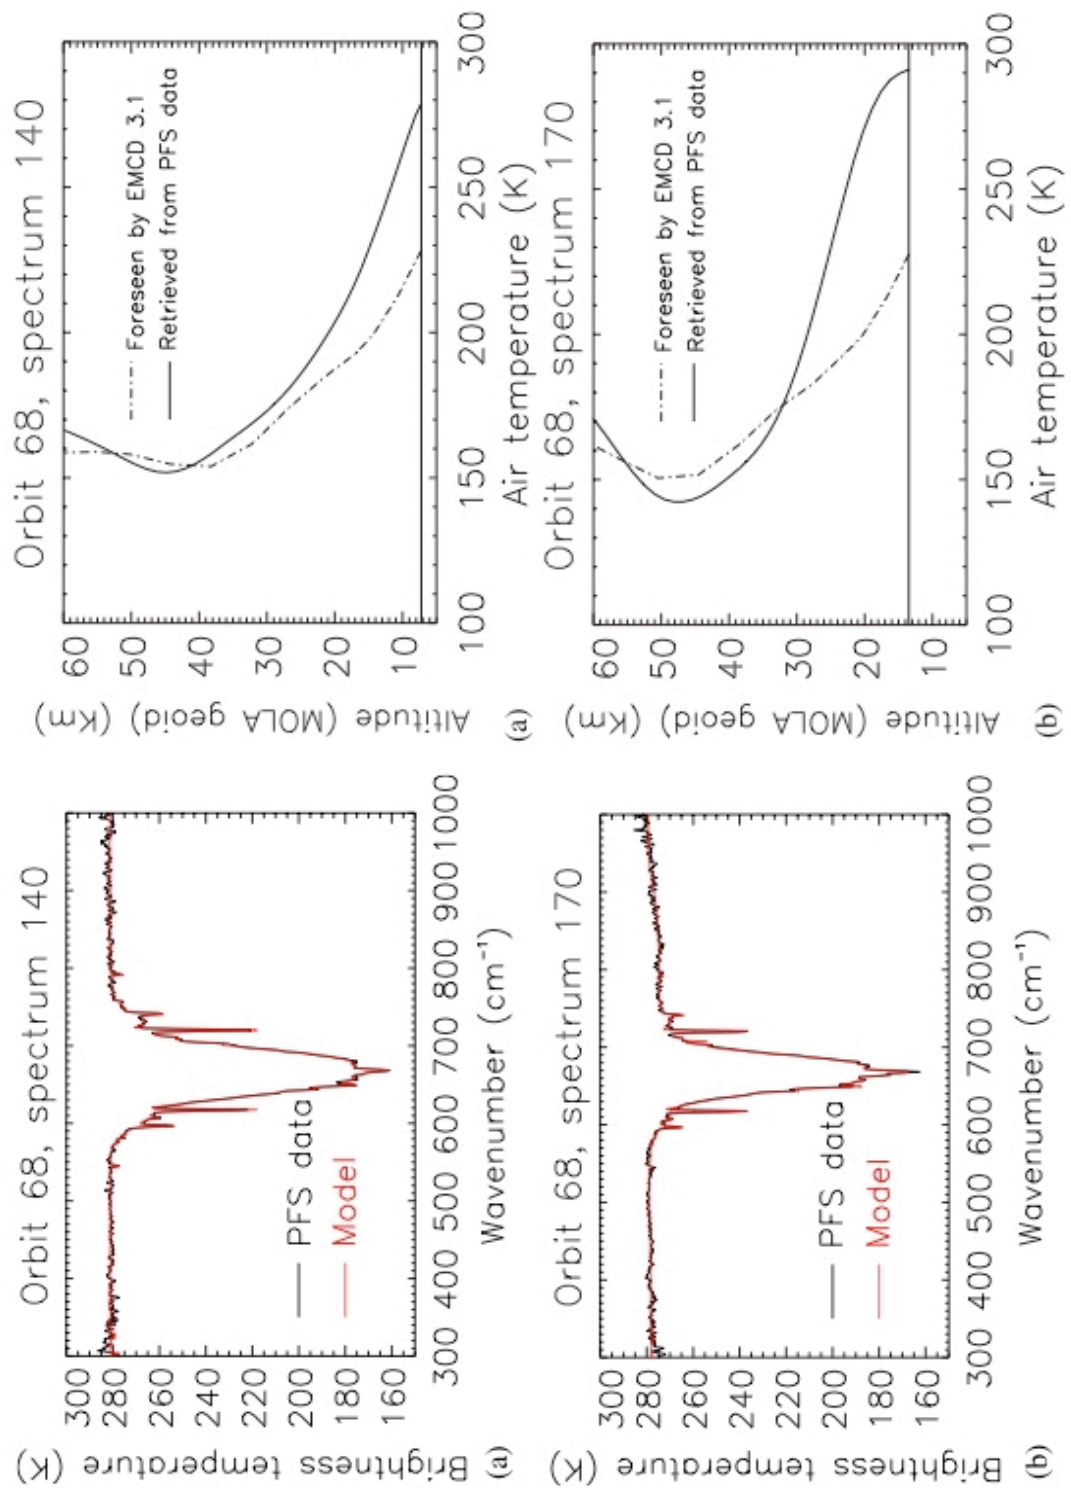 Orbit 68, spectrum 140
Brightness temperature
(K)
300
280
260
240
220
200
180
160
PFS data
Model
300 400 500 600 700 800 900 1000
Wavenumber (cm⁻¹)
(a)
Orbit 68, spectrum 140
Altitude (MOLA geoid) (Km)
60
50
40
30
20
10
Foreseen by EMCD 3.1
Retrieved from PFS data
100 150 200 250 300
Air temperature (K)
(a)
Orbit 68, spectrum 170
Brightness temperature
(K)
300
280
260
240
220
200
180
160
PFS data
Model
300 400 500 600 700 800 900 1000
Wavenumber (cm⁻¹)
(b)
Orbit 68, spectrum 170
Altitude (MOLA geoid) (Km)
60
50
40
30
20
10
Foreseen by EMCD 3.1
Retrieved from PFS data
100 150 200 250 300
Air temperature (K)
(b)